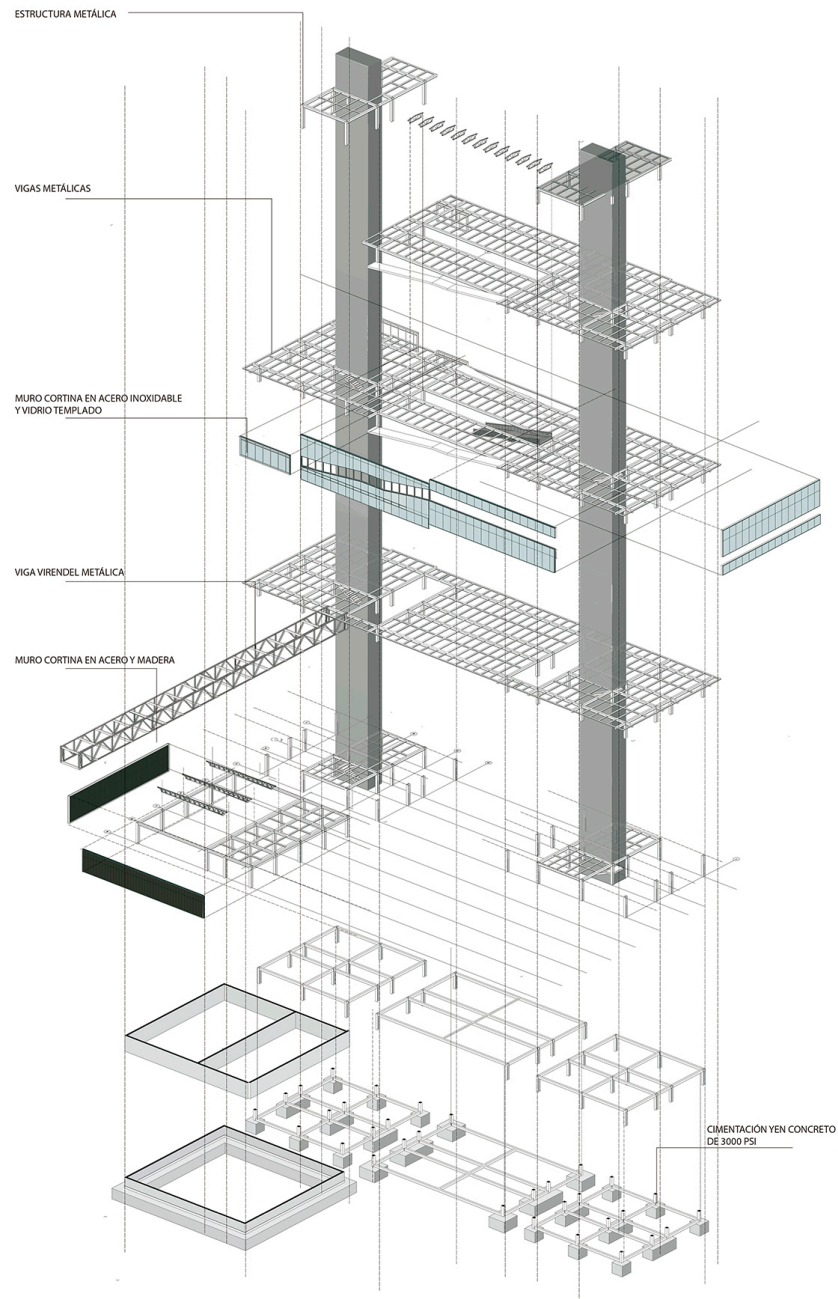 ESTRUCTURA METÁLICA
VIGAS METÁLICAS
MURO CORTINA EN ACERO INOXIDABLE
Y VIDRIO TEMPLADO
VIGA VIRENDEL METÁLICA
MURO CORTINA EN ACERO Y MADERA
CIMENTACIÓN YEN CONCRETO
DE 3000 PSI